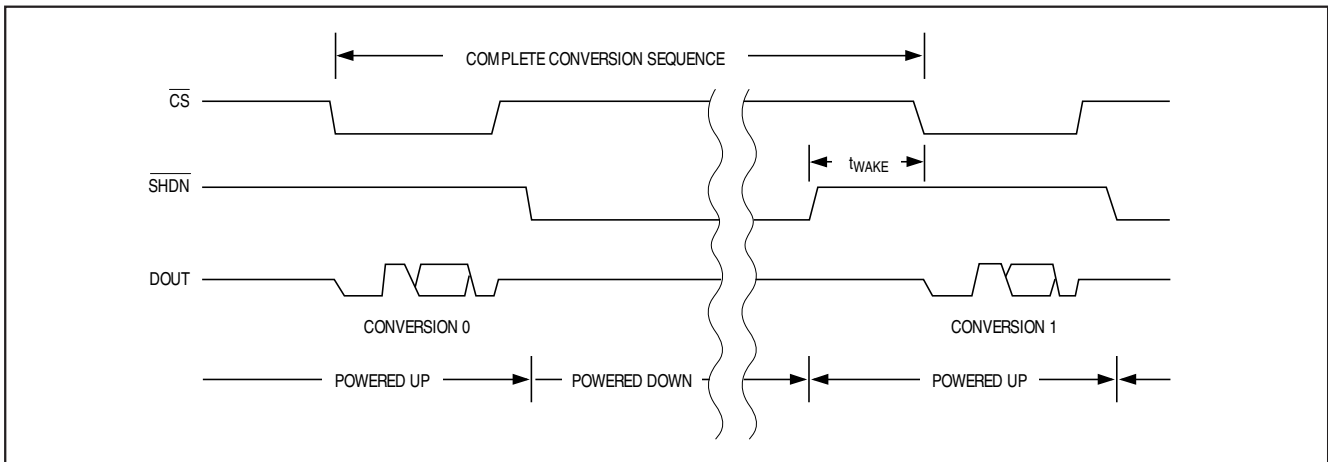 COMPLETE CONVERSION SEQUENCE
CS
tWAKE
SHDN
DOUT
CONVERSION 0
CONVERSION 1
POWERED UP
POWERED DOWN
POWERED UP